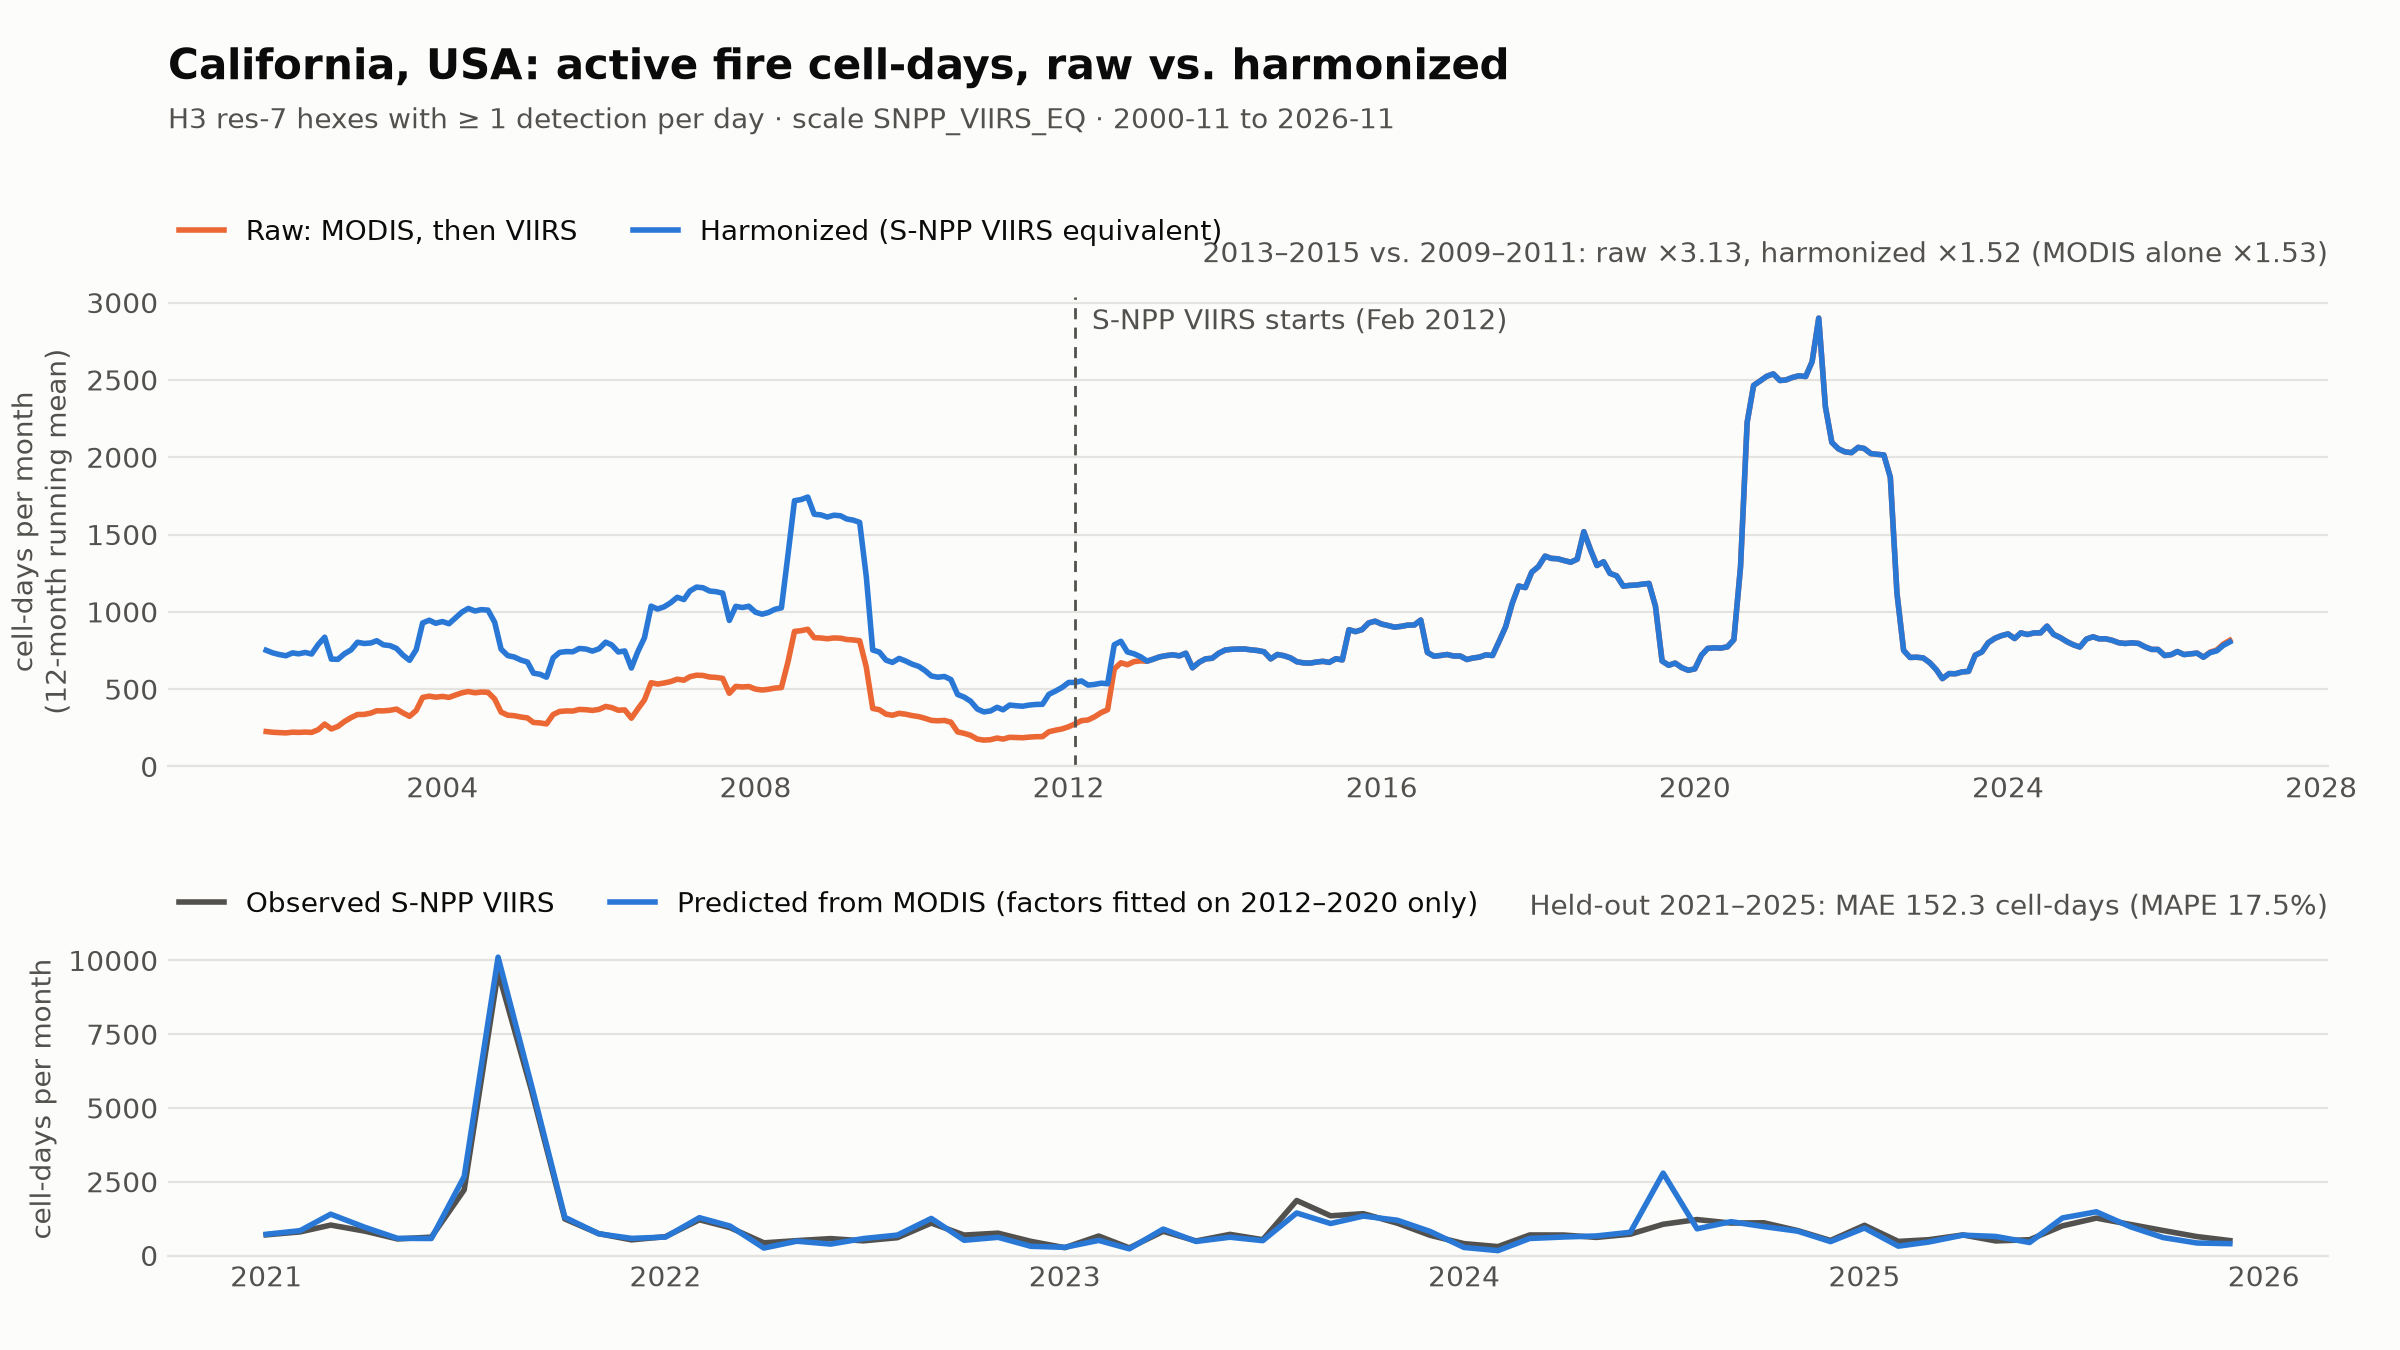 California, USA: active fire cell-days, raw vs. harmonized
H3 res-7 hexes with ≥ 1 detection per day · scale SNPP_VIIRS_EQ · 2000-11 to 2026-11
Raw: MODIS, then VIIRS
Harmonized (S-NPP VIIRS equivalent)
2013–2015 vs. 2009–2011: raw ×3.13, harmonized ×1.52 (MODIS alone ×1.53)
S-NPP VIIRS starts (Feb 2012)
cell-days per month
(12-month running mean)
3000
2500
2000
1500
1000
500
0
2004
2008
2012
2016
2020
2024
2028
Observed S-NPP VIIRS
Predicted from MODIS (factors fitted on 2012–2020 only)
Held-out 2021–2025: MAE 152.3 cell-days (MAPE 17.5%)
cell-days per month
10000
7500
5000
2500
0
2021
2022
2023
2024
2025
2026